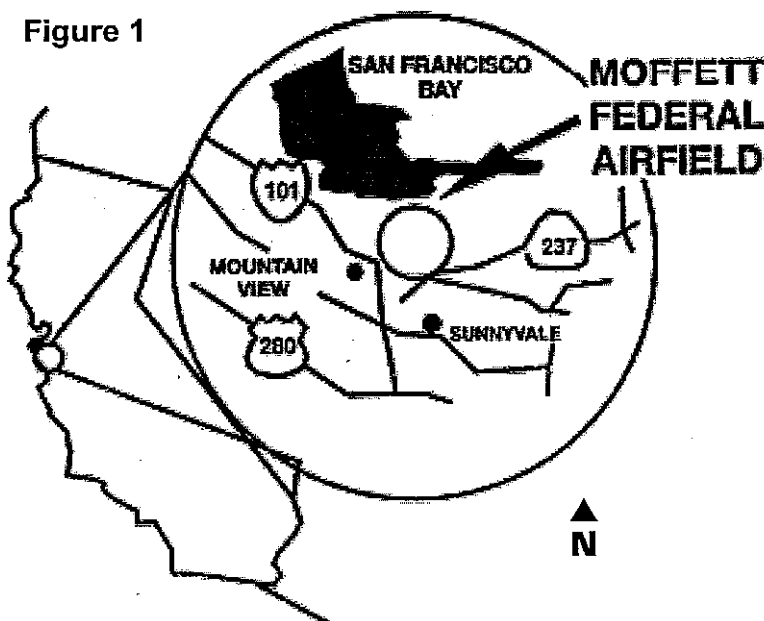 Figure 1
SAN FRANCISCO
BAY
MOFFETT
FEDERAL
AIRFIELD
101
237
MOUNTAIN
VIEW
280
SUNNYVALE
N